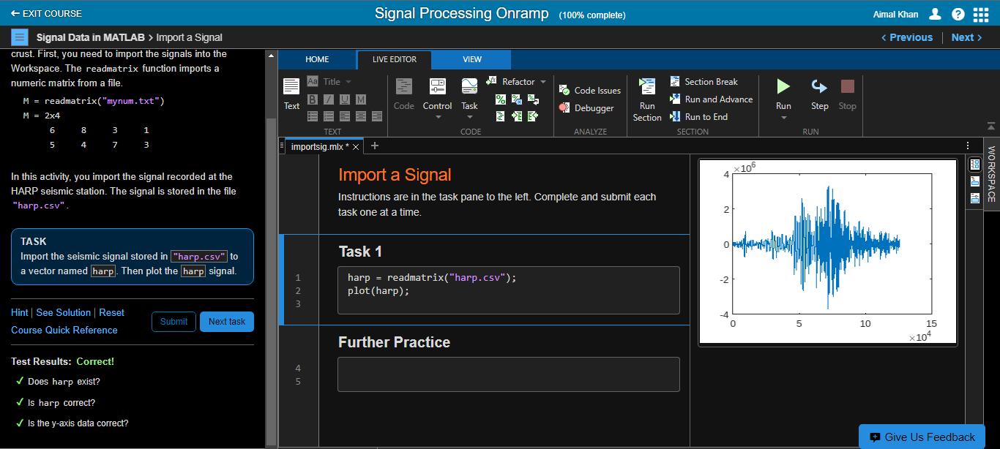 ← EXIT COURSE
Signal Processing Onramp (100% complete)
Aimal Khan
Signal Data in MATLAB > Import a Signal
< Previous | Next >
crust. First, you need to import the signals into the
Workspace. The readmatrix function imports a
numeric matrix from a file.
M = readmatrix("mynum.txt")
M = 2x4
6 8 3 1
5 4 7 3
In this activity, you import the signal recorded at the
HARP seismic station. The signal is stored in the file
"harp.csv".
TASK
Import the seismic signal stored in "harp.csv" to
a vector named harp. Then plot the harp signal.
Hint | See Solution | Reset
Course Quick Reference
Submit
Next task
Test Results: Correct!
✓ Does harp exist?
✓ Is harp correct?
✓ Is the y-axis data correct?
HOME
LIVE EDITOR
VIEW
Text
Aa Title
B I U M
TEXT
Code
Control
Task
Refactor
CODE
Code Issues
Debugger
ANALYZE
Run
Section
Section Break
Run and Advance
Run to End
SECTION
Run
Step
Stop
RUN
importsig.mlx * × +
WORKSPACE
Import a Signal
Instructions are in the task pane to the left. Complete and submit each
task one at a time.
Task 1
1 harp = readmatrix("harp.csv");
2 plot(harp);
3
Further Practice
4
5
×10⁶
4
2
0
-2
-4
0 5 10 15
×10⁴
Give Us Feedback